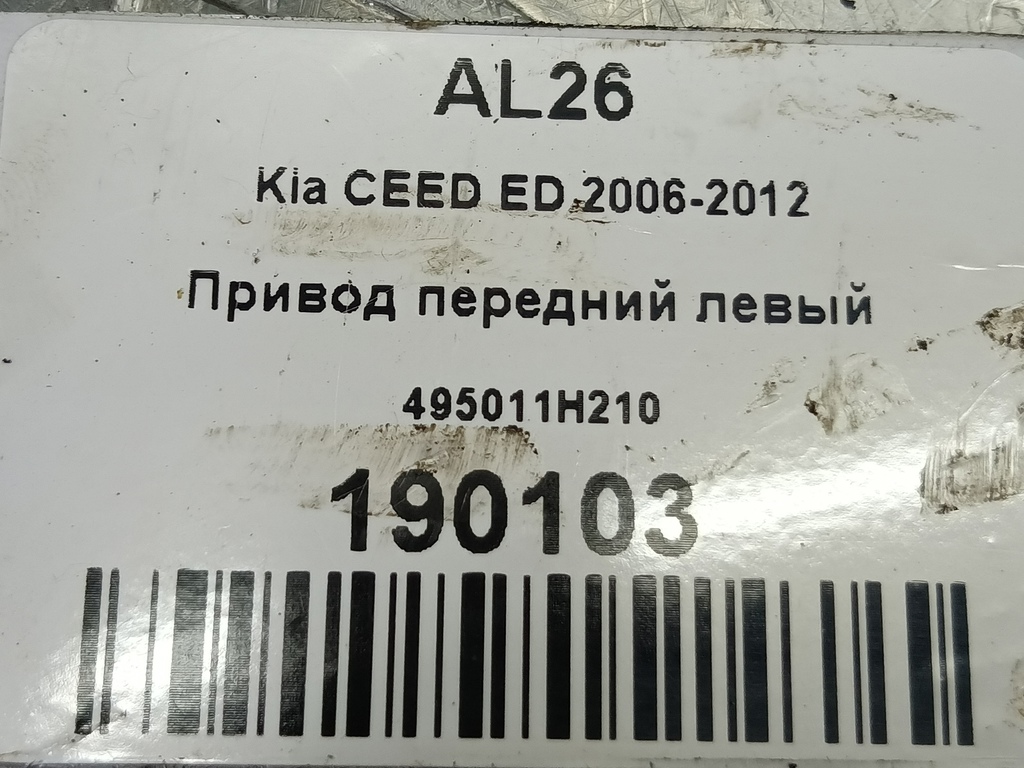 AL26
Kia CEED ED 2006-2012
Привод передний левый
495011H210
190103